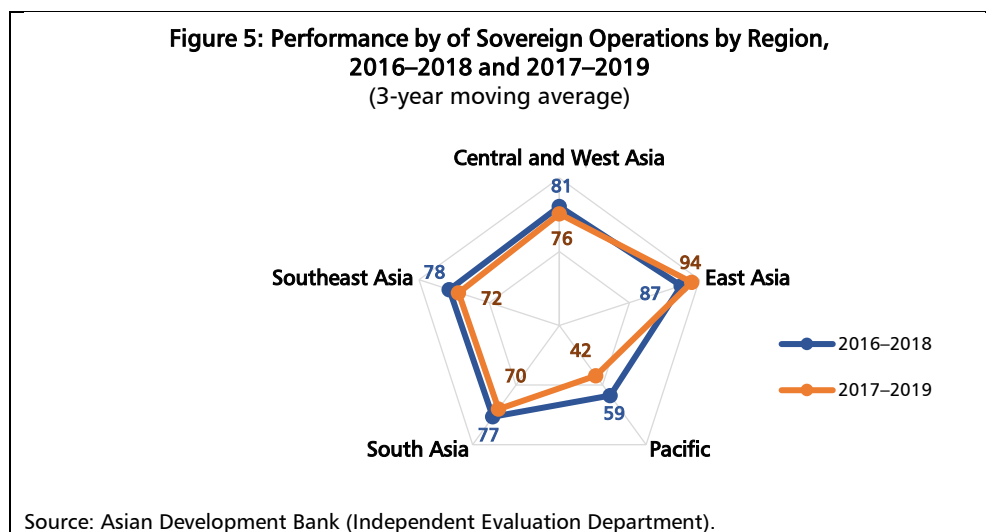 Figure 5: Performance by of Sovereign Operations by Region,
2016–2018 and 2017–2019
(3-year moving average)
Central and West Asia
81
76
94
East Asia
87
78
Southeast Asia
72
2016–2018
42
2017–2019
70
59
77
South Asia
Pacific
Source: Asian Development Bank (Independent Evaluation Department).